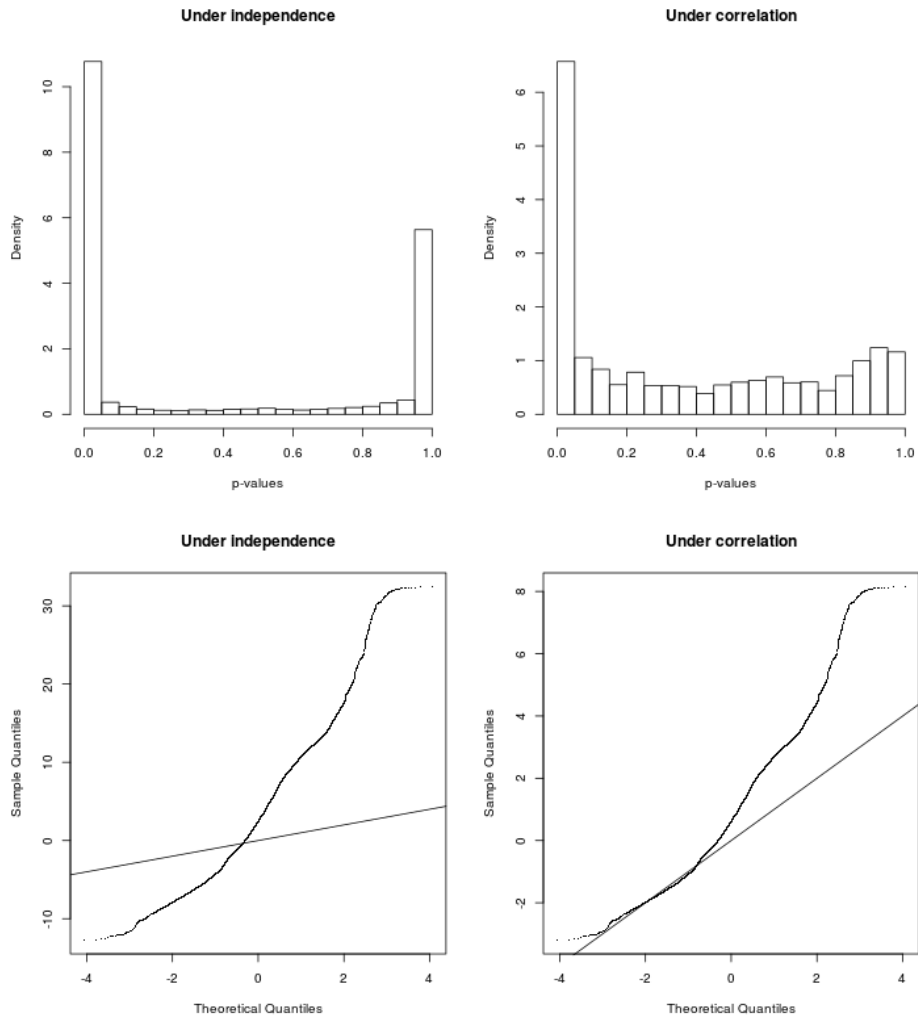 Under independence
Under correlation
Density
10
8
6
4
2
0
0.0 0.2 0.4 0.6 0.8 1.0
p-values
Density
6
5
4
3
2
1
0
0.0 0.2 0.4 0.6 0.8 1.0
p-values
Under independence
Under correlation
Sample Quantiles
30
20
10
0
-10
-4 -2 0 2 4
Theoretical Quantiles
Sample Quantiles
8
6
4
2
0
-2
-4 -2 0 2 4
Theoretical Quantiles